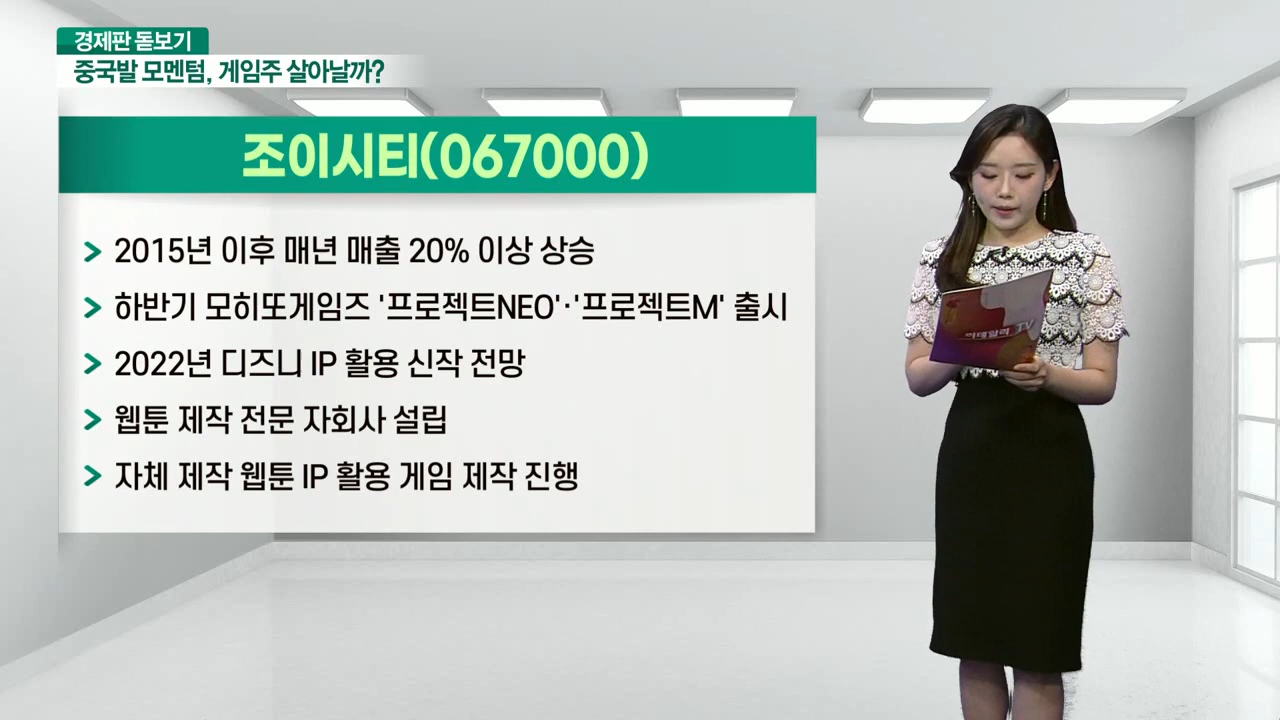 경제판 돋보기
중국발 모멘텀, 게임주 살아날까?
조이시티(067000)
> 2015년 이후 매년 매출 20% 이상 상승
> 하반기 모히또게임즈 '프로젝트NEO'·'프로젝트M' 출시
> 2022년 디즈니 IP 활용 신작 전망
> 웹툰 제작 전문 자회사 설립
> 자체 제작 웹툰 IP 활용 게임 제작 진행
이데일리 TV